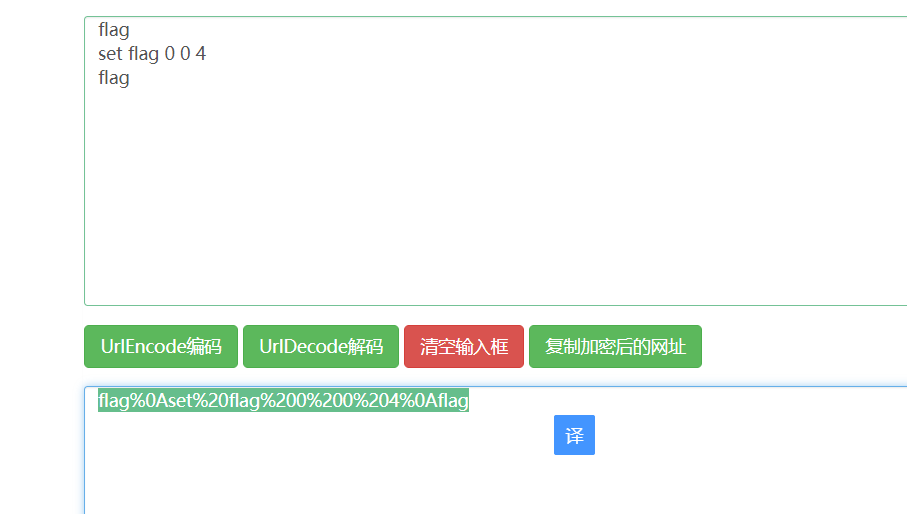 flag
set flag 0 0 4
flag
UrlEncode编码 UrlDecode解码 清空输入框 复制加密后的网址
flag%0Aset%20flag%200%200%204%0Aflag
译